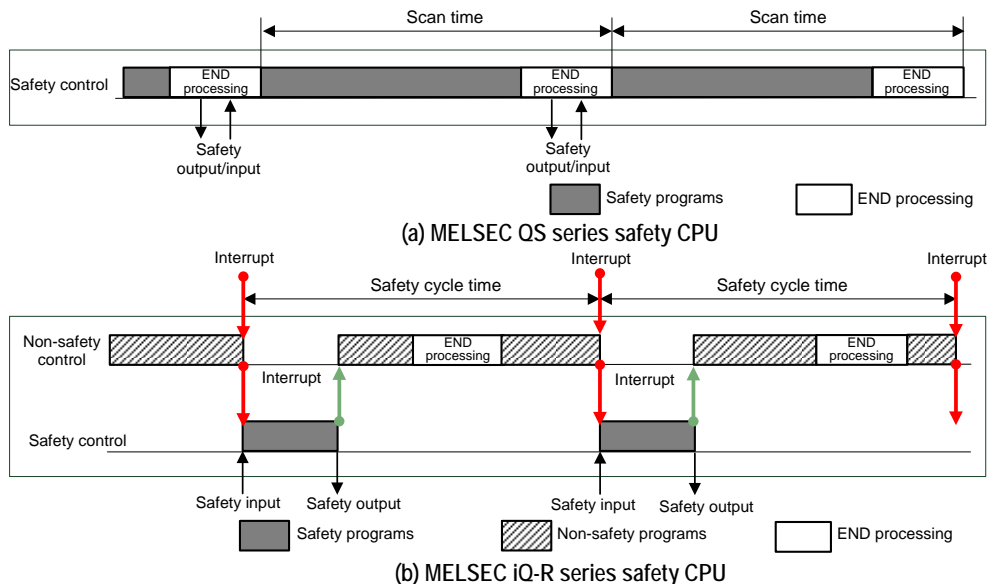 Scan time Scan time
Safety control
END processing
END processing
END processing
Safety output/input
Safety output/input
Safety programs END processing
(a) MELSEC QS series safety CPU
Interrupt Interrupt Interrupt
Safety cycle time Safety cycle time
Non-safety control
END processing
END processing
Interrupt Interrupt
Safety control
Safety input Safety output Safety input Safety output
Safety programs Non-safety programs END processing
(b) MELSEC iQ-R series safety CPU